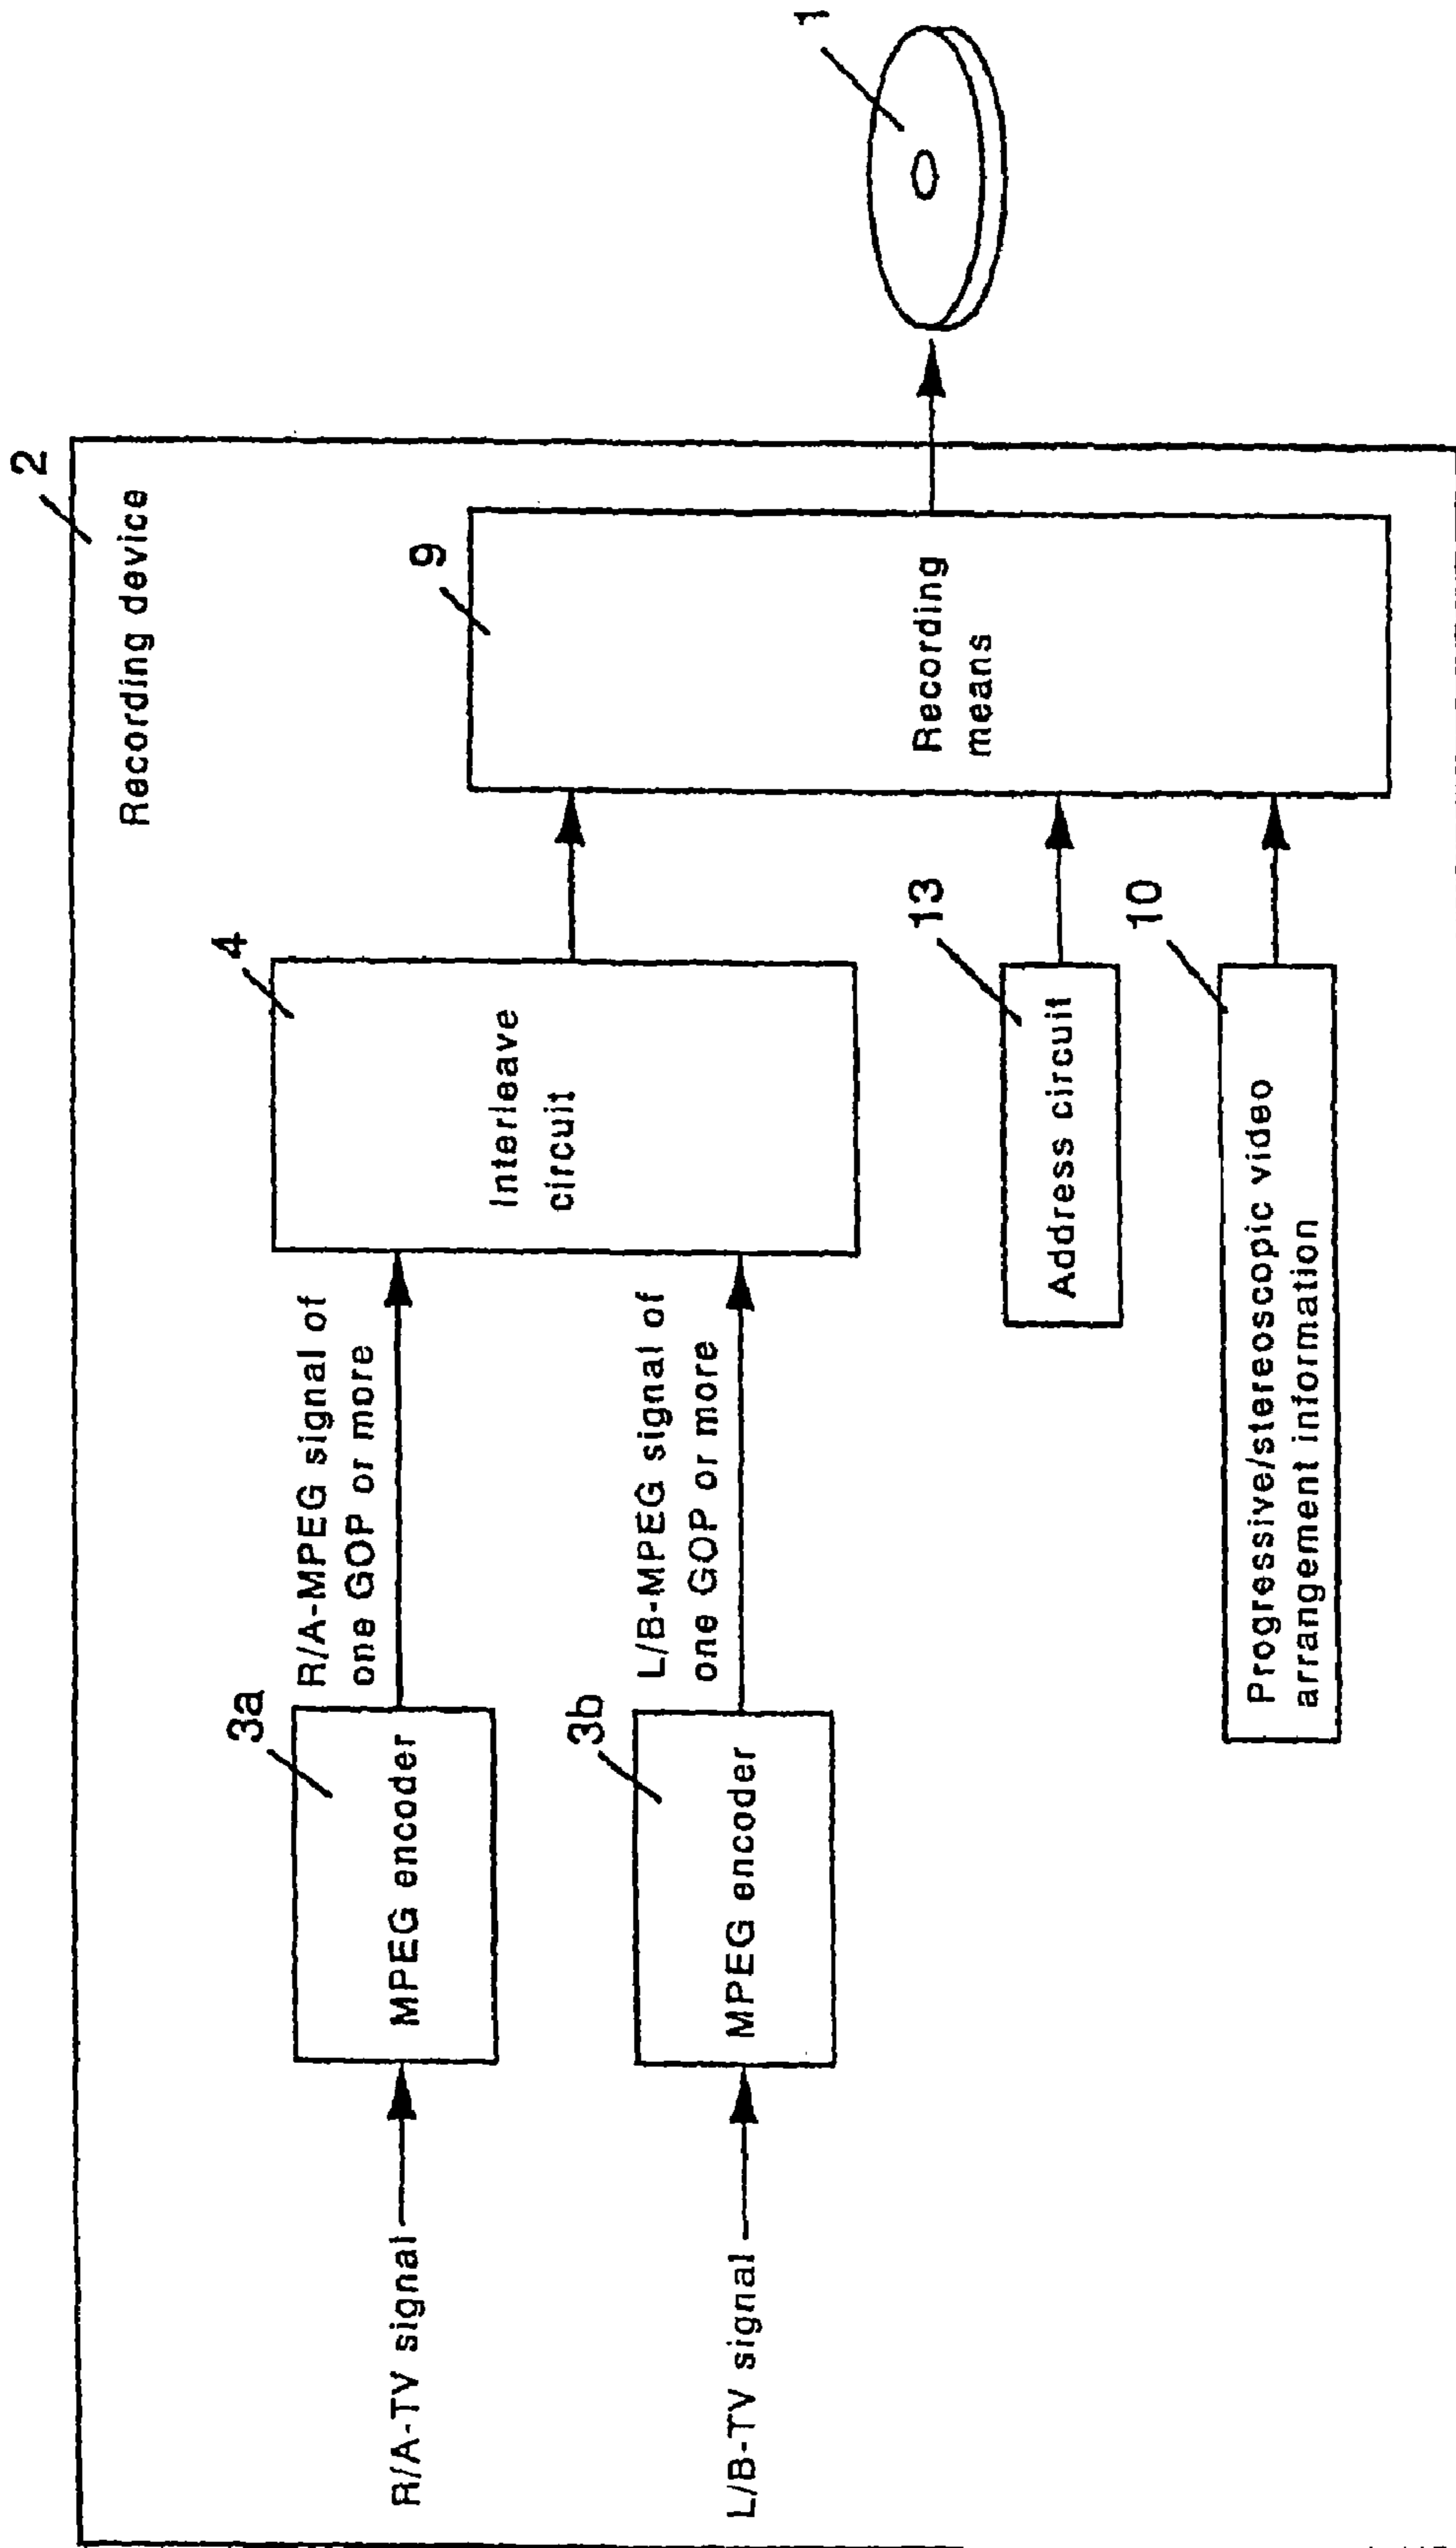 2
Recording device
R/A-TV signal
3a
MPEG encoder
R/A-MPEG signal of
one GOP or more
L/B-TV signal
3b
MPEG encoder
L/B-MPEG signal of
one GOP or more
4
Interleave
circuit
9
Recording
means
1
13
Address circuit
10
Progressive/stereoscopic video
arrangement information